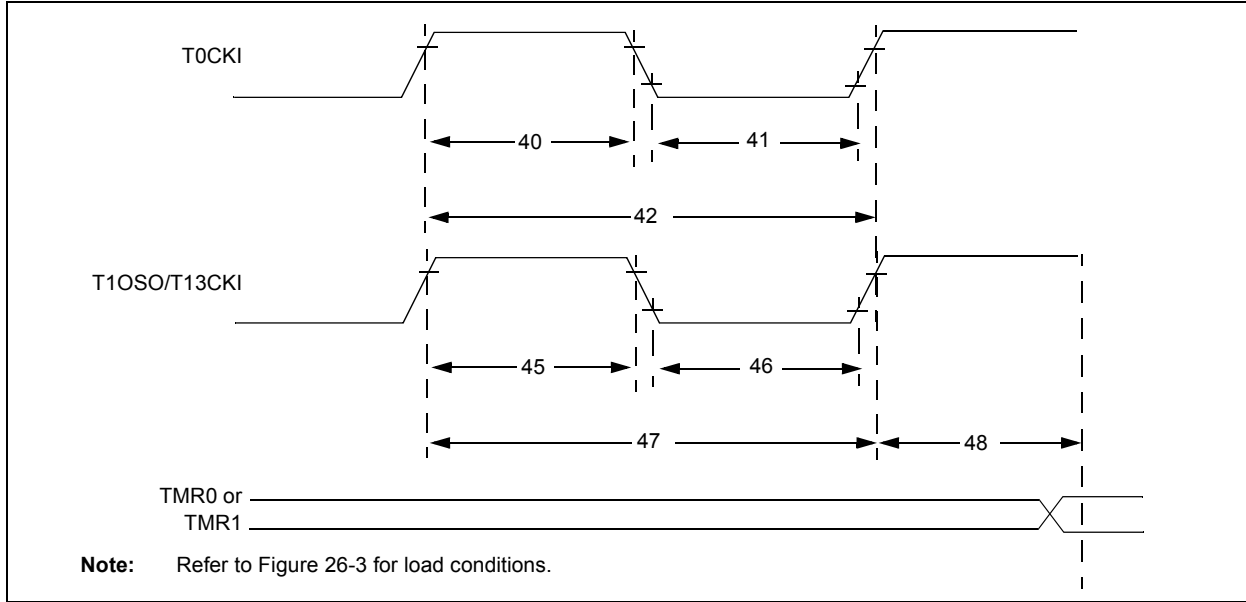 T0CKI
40
41
42
T1OSO/T13CKI
45
46
47
48
TMR0 or
TMR1
Note: Refer to Figure 26-3 for load conditions.